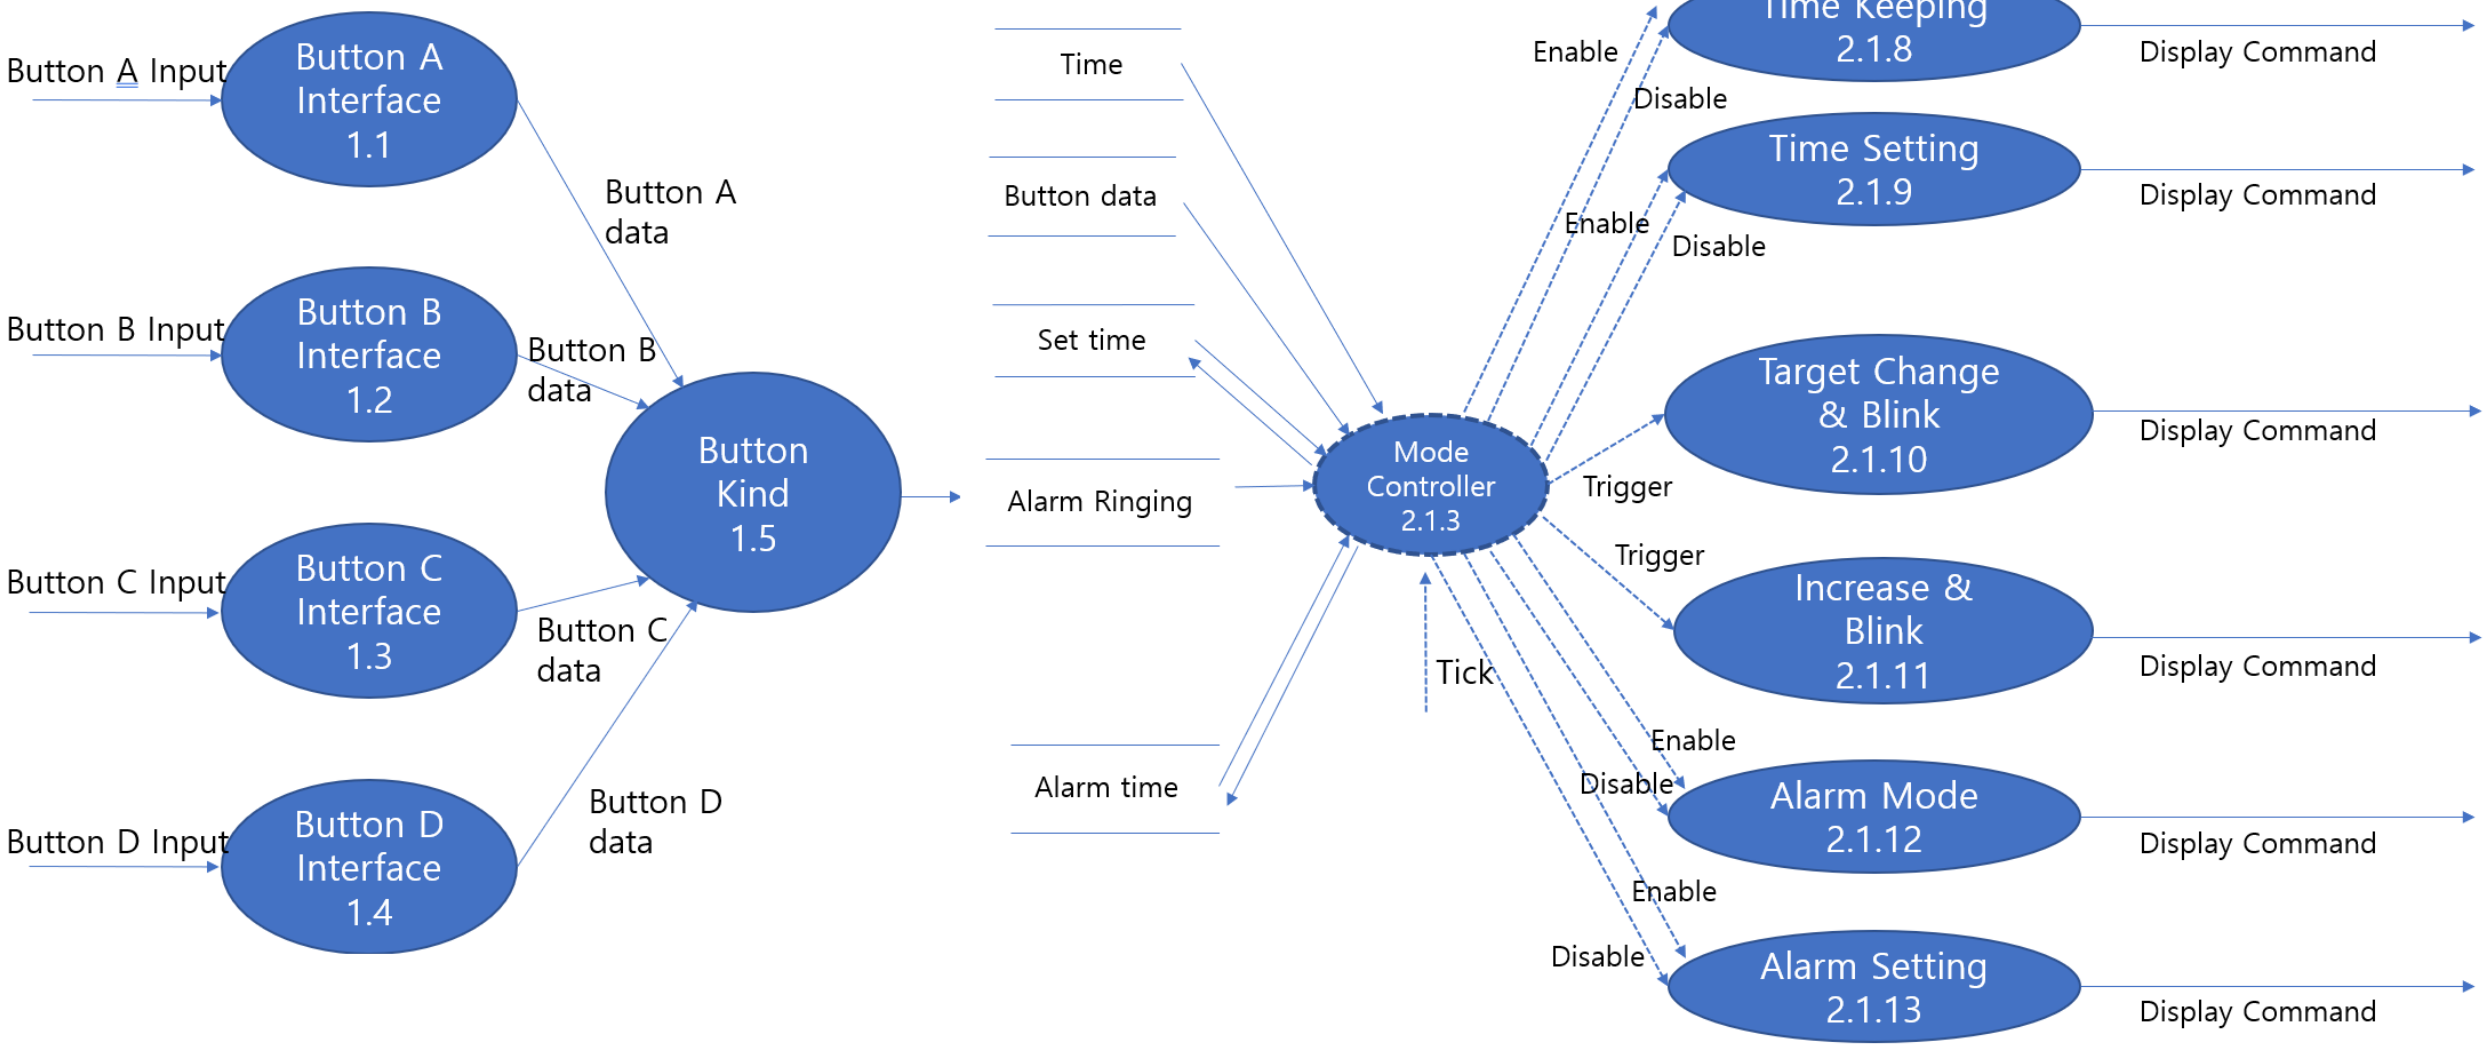 Button A Input
Button A
Interface
1.1
Button A
data
Button B Input
Button B
Interface
1.2
Button B
data
Button C Input
Button C
Interface
1.3
Button C
data
Button D Input
Button D
Interface
1.4
Button D
data
Button
Kind
1.5
Time
Button data
Set time
Alarm Ringing
Alarm time
Mode
Controller
2.1.3
Tick
Enable
Disable
Time Keeping
2.1.8
Display Command
Enable
Disable
Time Setting
2.1.9
Display Command
Trigger
Target Change
& Blink
2.1.10
Display Command
Trigger
Increase &
Blink
2.1.11
Display Command
Enable
Disable
Alarm Mode
2.1.12
Display Command
Enable
Disable
Alarm Setting
2.1.13
Display Command